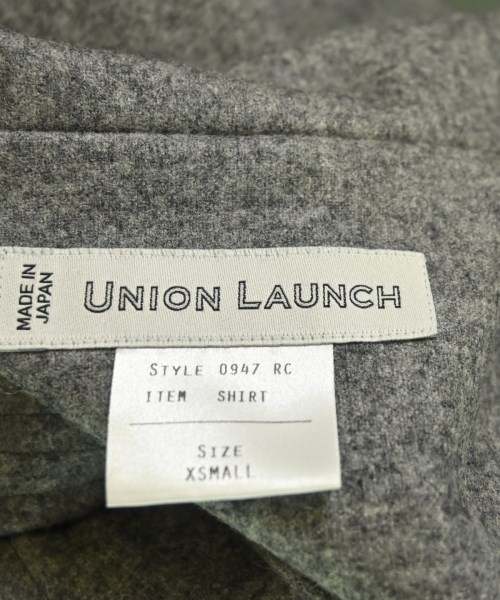 MADE IN
JAPAN
UNION LAUNCH
STYLE 0947 RC
ITEM SHIRT
SIZE
XSMALL